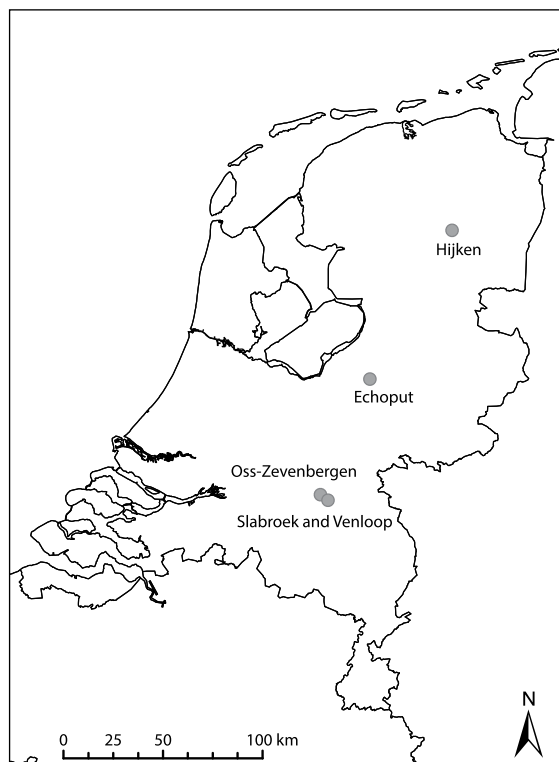 Hijken
Echoput
Oss-Zevenbergen
Slabroek and Venloop
N
0 25 50 100 km